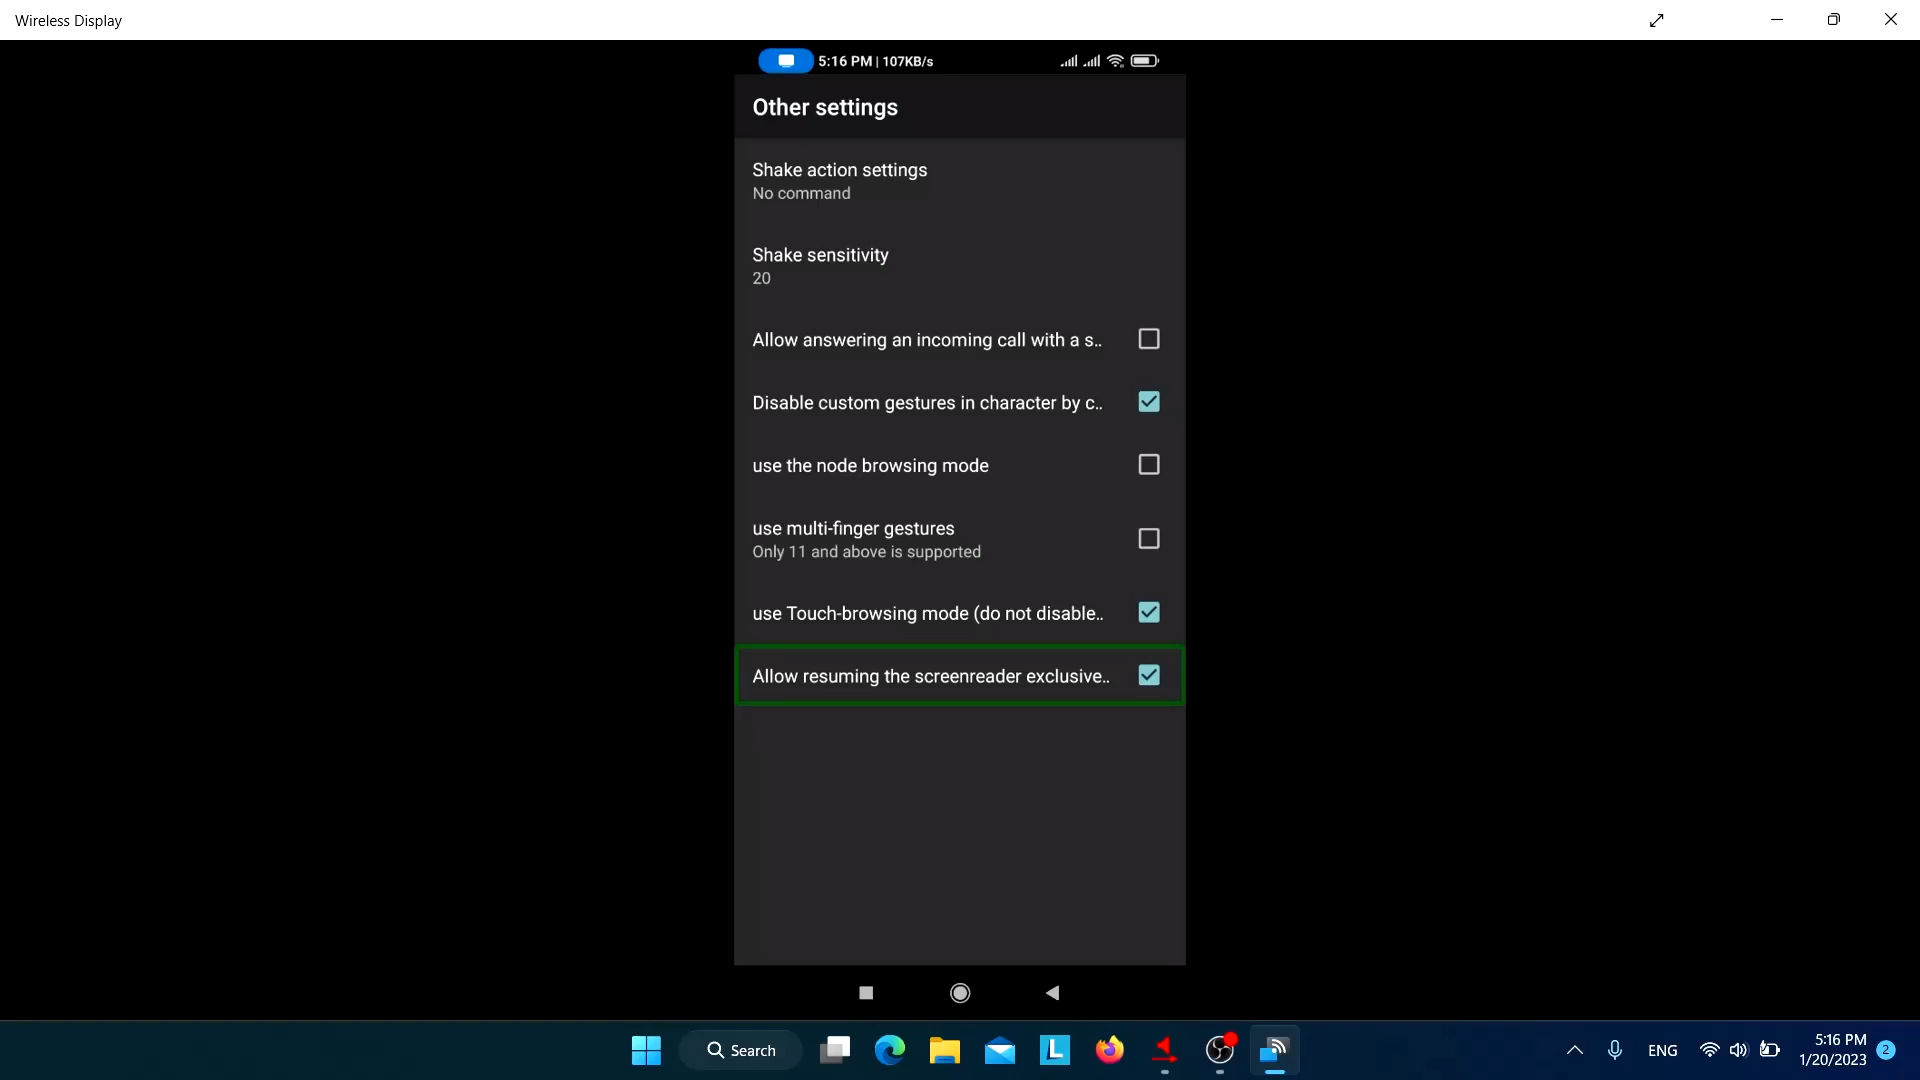 Wireless Display
5:16 PM | 107KB/s
Other settings
Shake action settings
No command
Shake sensitivity
20
Allow answering an incoming call with a s..
Disable custom gestures in character by c..
use the node browsing mode
use multi-finger gestures
Only 11 and above is supported
use Touch-browsing mode (do not disable..
Allow resuming the screenreader exclusive..
Search
L
ENG
5:16 PM
1/20/2023
2